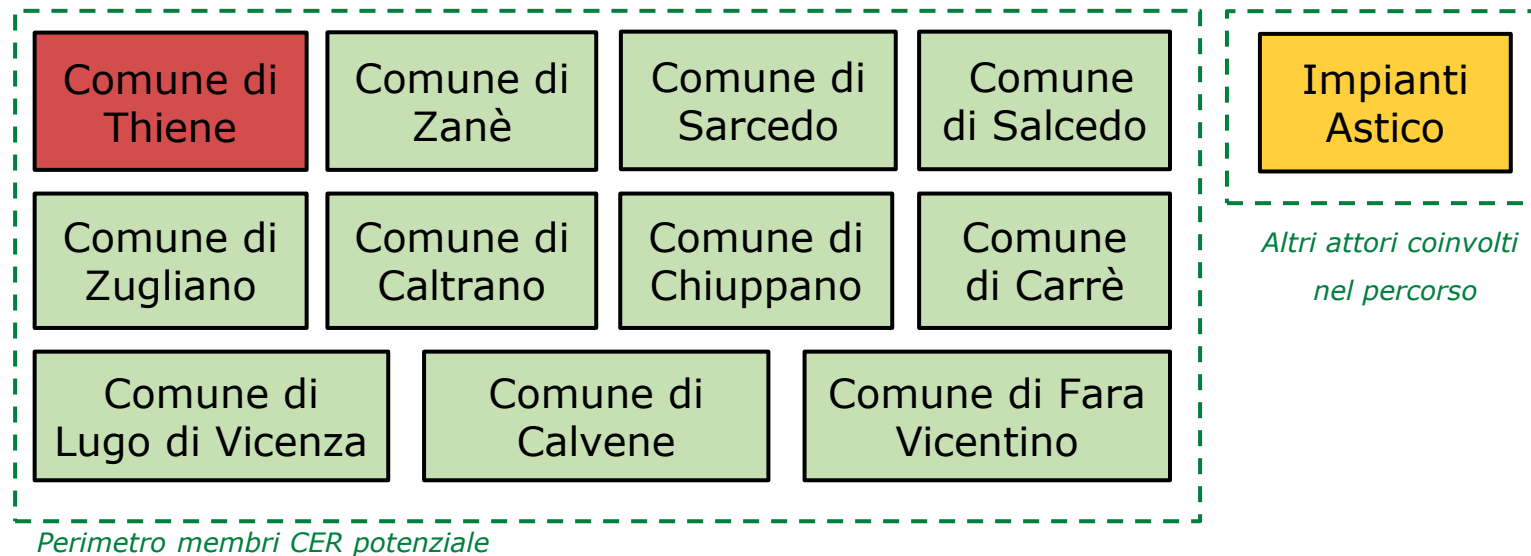 Comune di
Thiene
Comune di
Zanè
Comune di
Sarcedo
Comune
di Salcedo
Impianti
Astico
Comune di
Zugliano
Comune di
Caltrano
Comune di
Chiuppano
Comune
di Carrè
Altri attori coinvolti
nel percorso
Comune di
Lugo di Vicenza
Comune di
Calvene
Comune di Fara
Vicentino
Perimetro membri CER potenziale